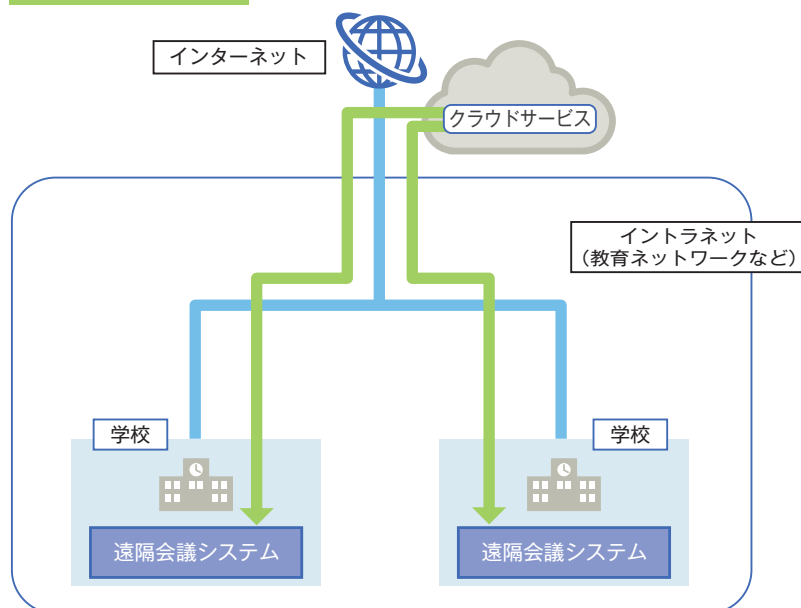 インターネット
クラウドサービス
イントラネット
（教育ネットワークなど）
学校
学校
遠隔会議システム
遠隔会議システム